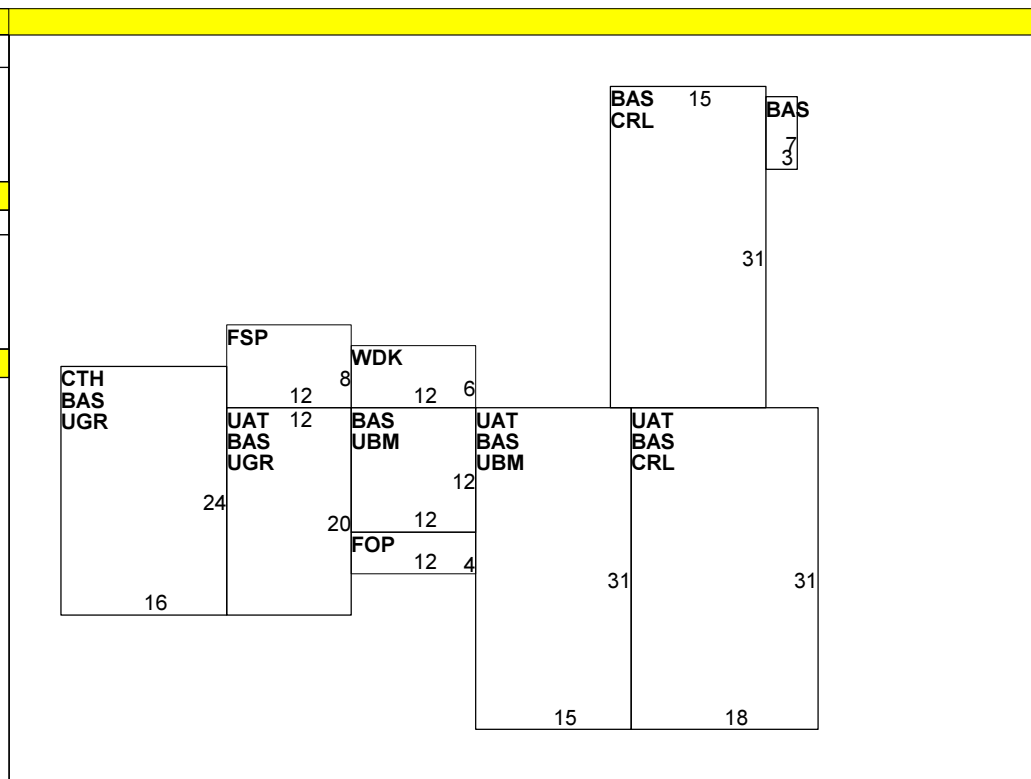 BAS 15
CRL
BAS
7
3
31
FSP
8
12
WDK
12 6
CTH
BAS
UGR
24
16
UAT 12
BAS
UGR
20
BAS
UBM
12
12
FOP
12 4
UAT
BAS
UBM
31
15
UAT
BAS
CRL
31
18